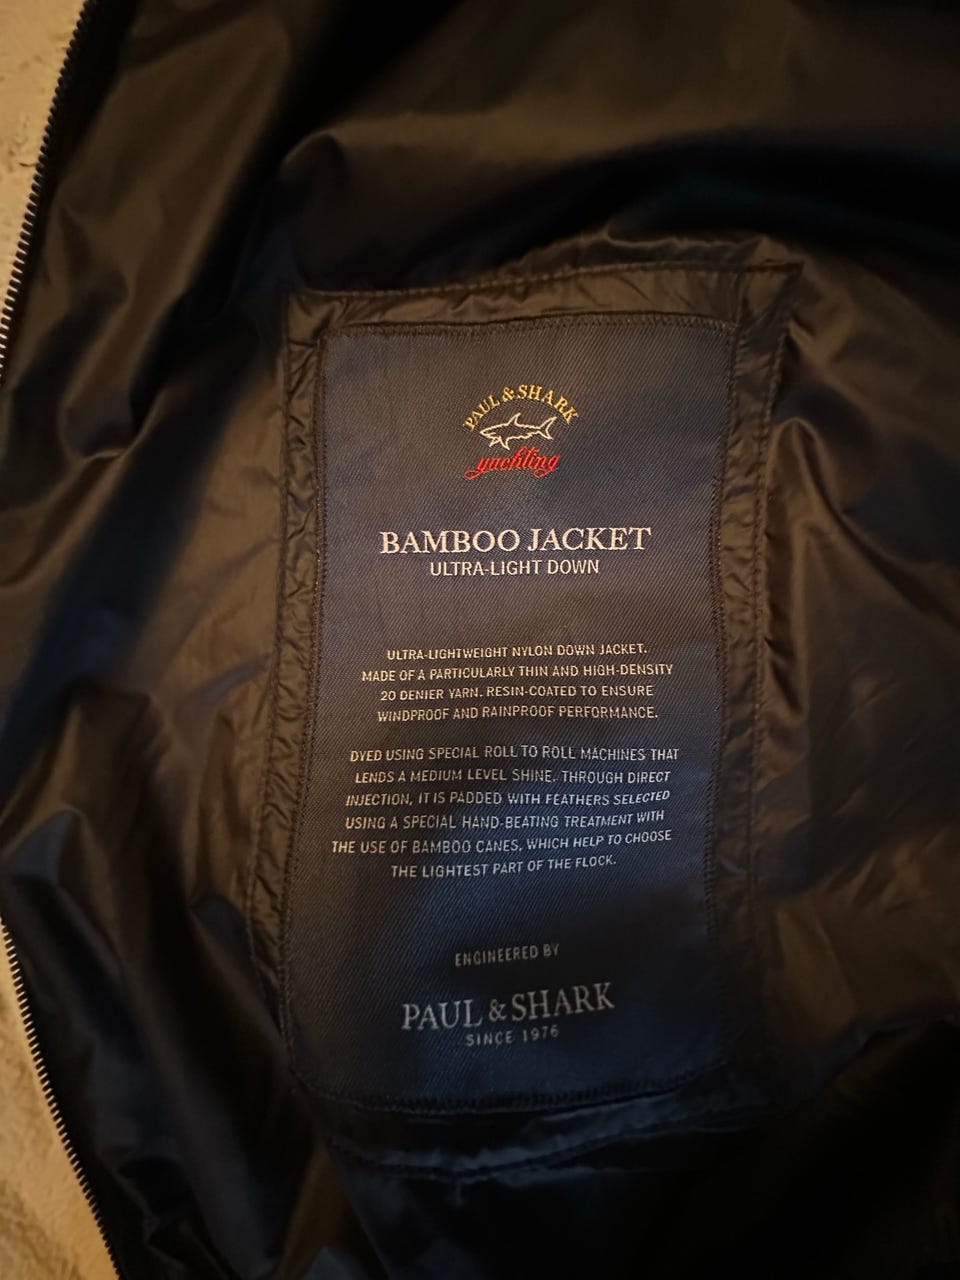 PAUL & SHARK
yachting
BAMBOO JACKET
ULTRA-LIGHT DOWN
ULTRA-LIGHTWEIGHT NYLON DOWN JACKET.
MADE OF A PARTICULARLY THIN AND HIGH-DENSITY
20 DENIER YARN. RESIN-COATED TO ENSURE
WINDPROOF AND RAINPROOF PERFORMANCE.
DYED USING SPECIAL ROLL TO ROLL MACHINES THAT
LENDS A MEDIUM LEVEL SHINE. THROUGH DIRECT
INJECTION, IT IS PADDED WITH FEATHERS SELECTED
USING A SPECIAL HAND-BEATING TREATMENT WITH
THE USE OF BAMBOO CANES, WHICH HELP TO CHOOSE
THE LIGHTEST PART OF THE FLOCK.
ENGINEERED BY
PAUL & SHARK
SINCE 1976